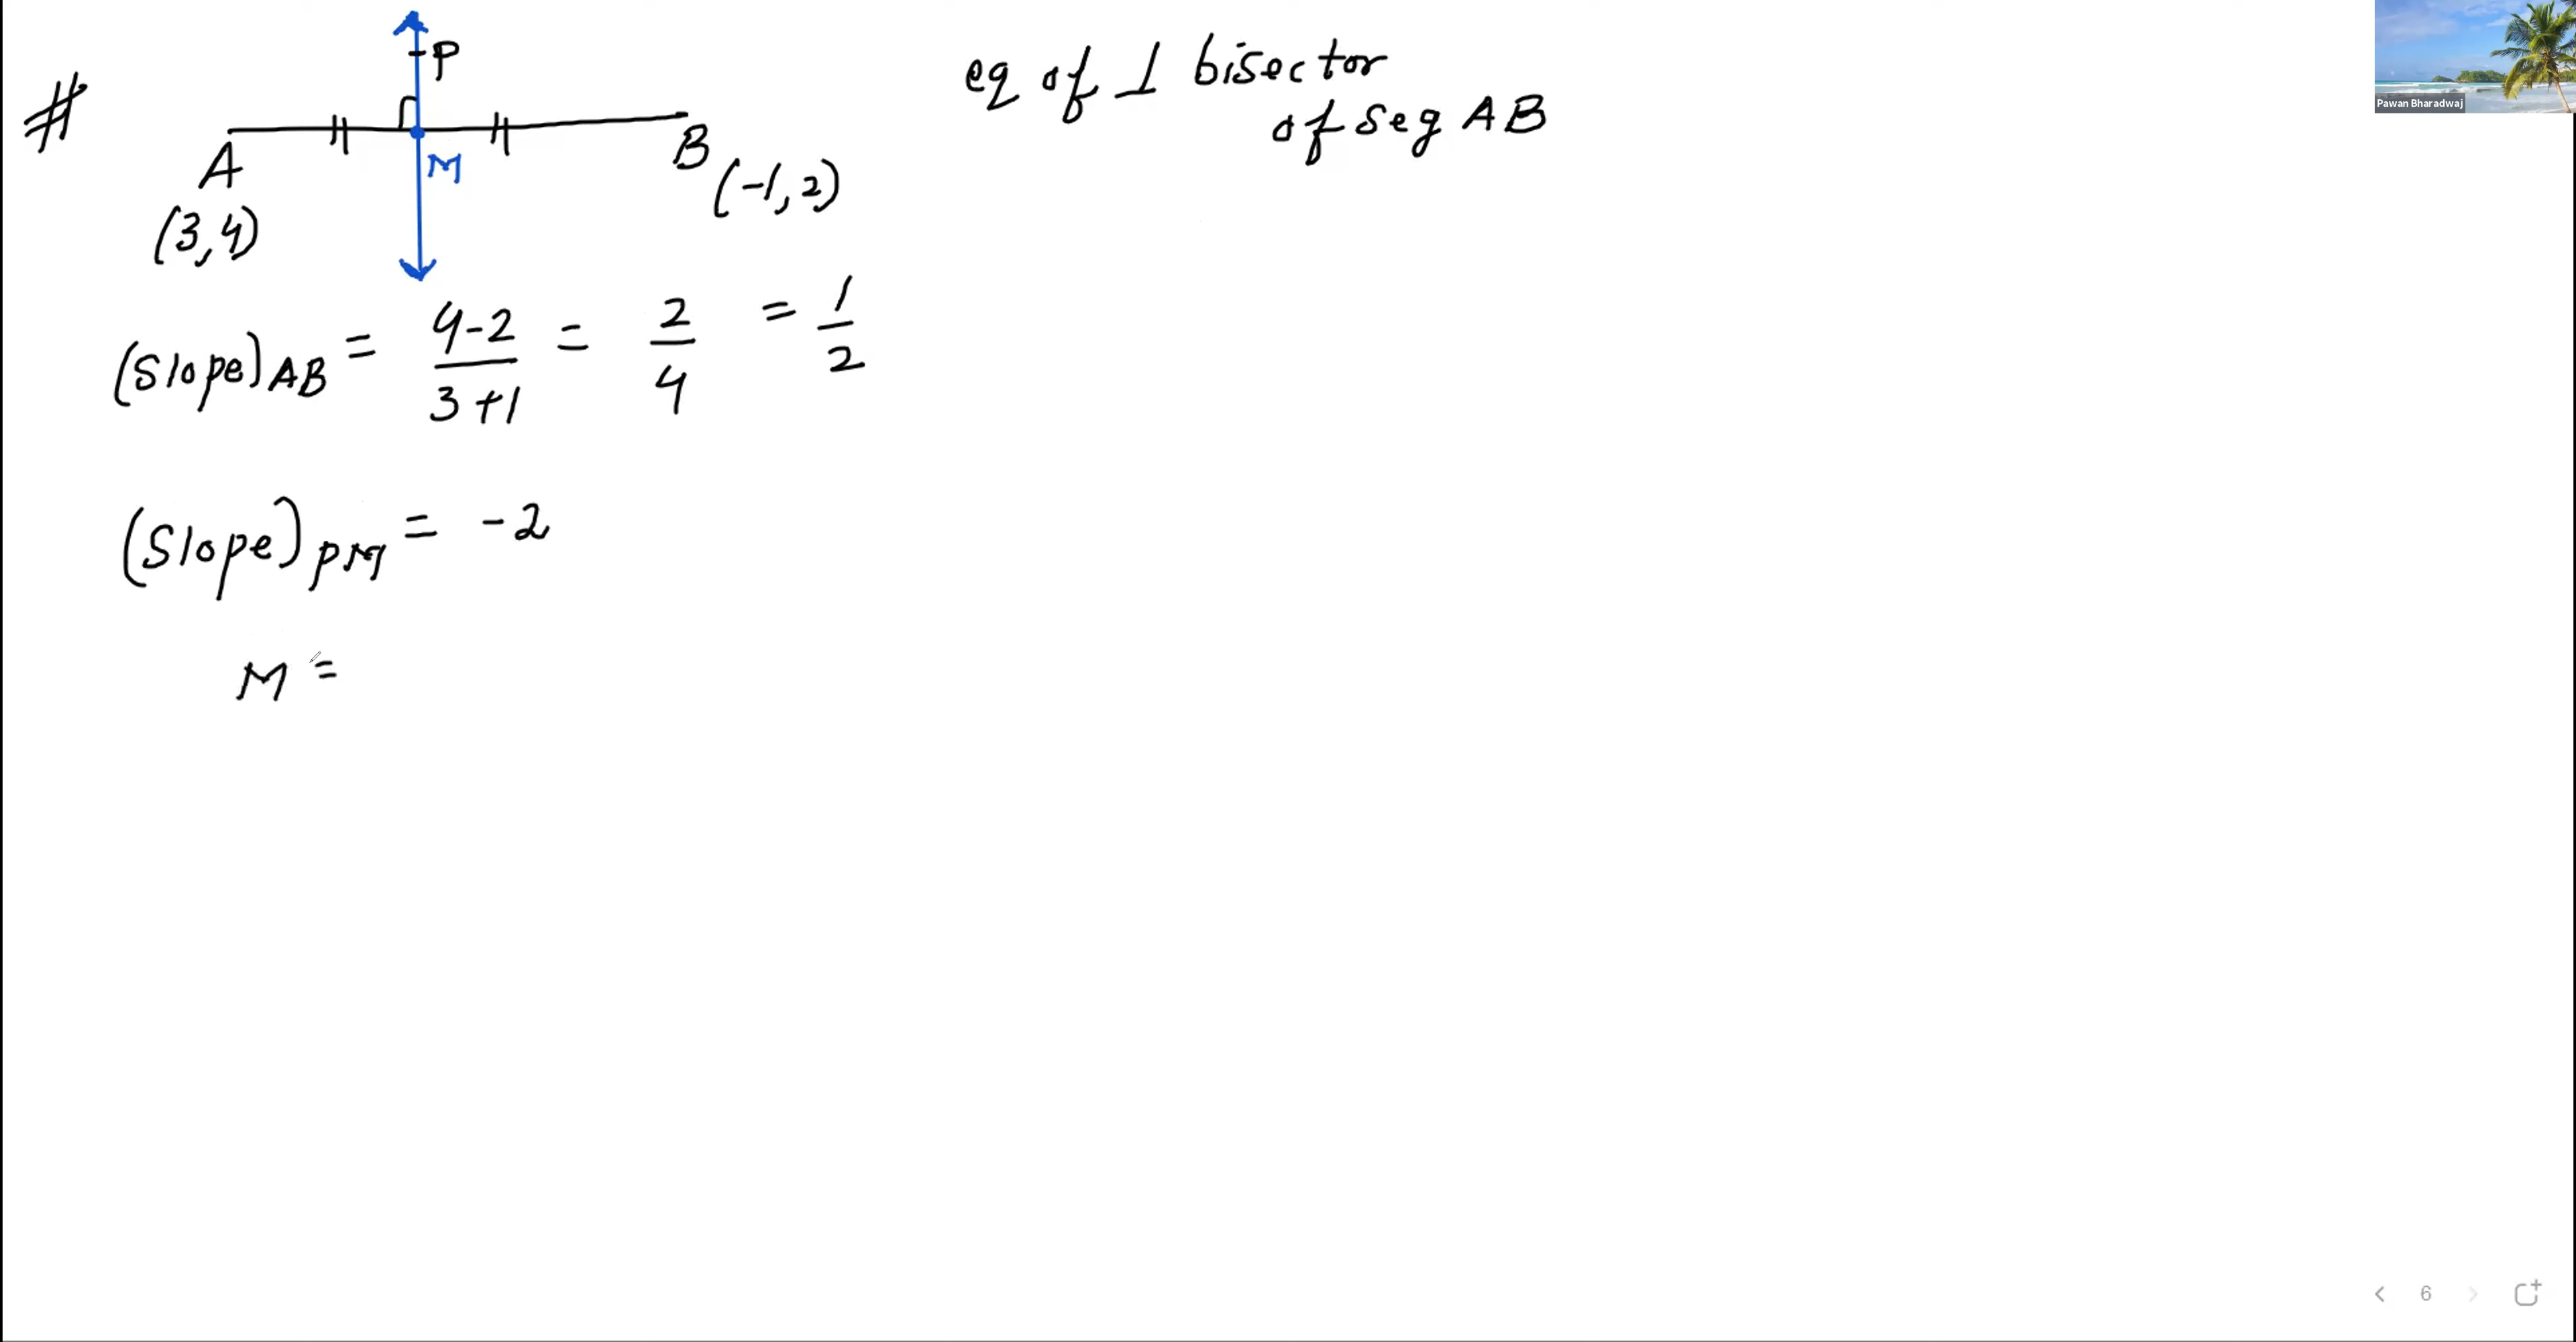 #
P
A
M
B
(3,4)
(-1,2)
eq of ⊥ bisector
of seg AB
(Slope)AB = 4-2/3+1 = 2/4 = 1/2
(Slope)PM = -2
M =
Pawan Bharadwaj
6